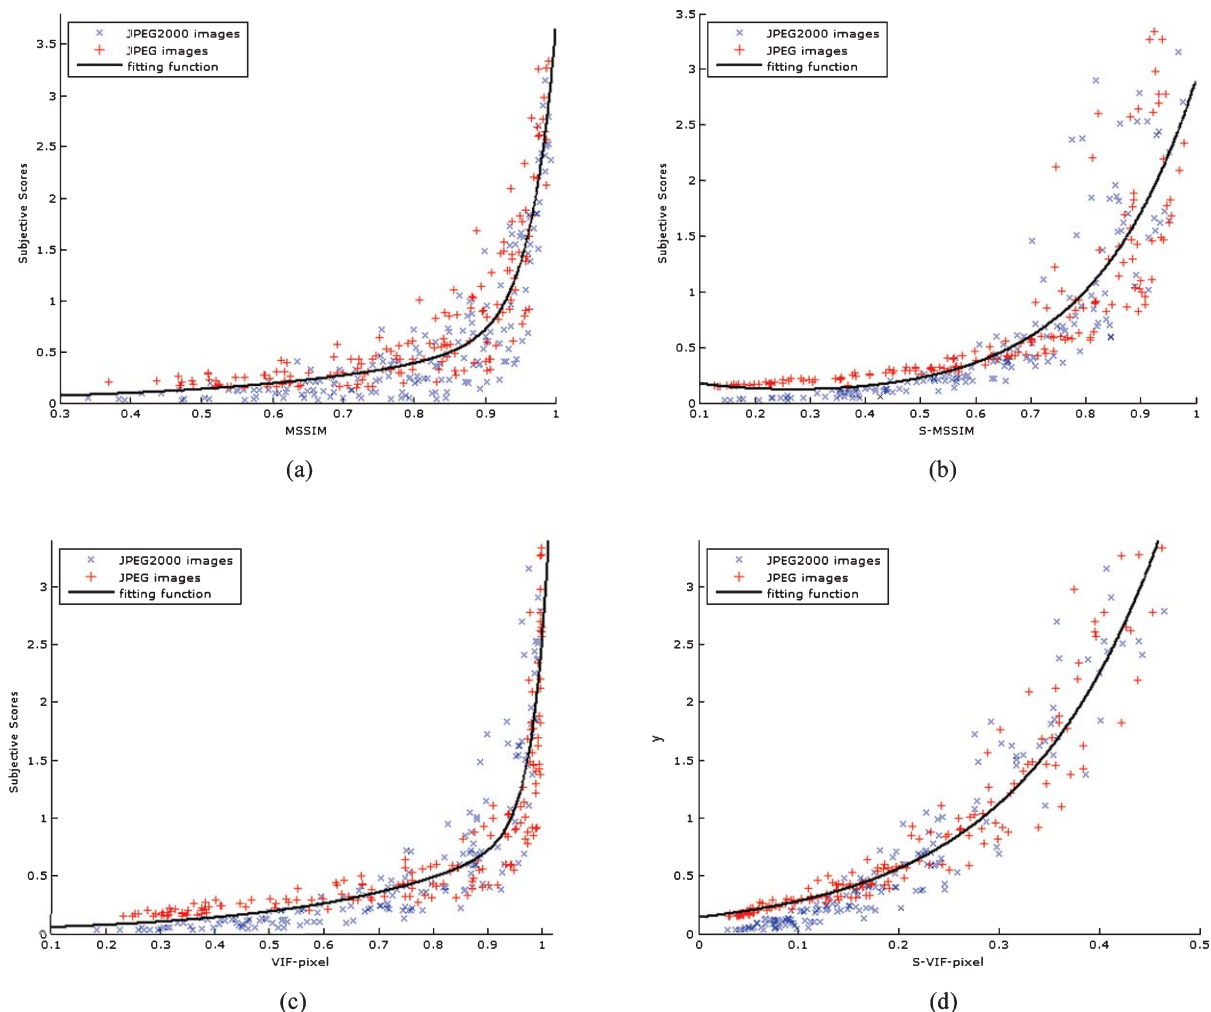 JPEG2000 images
JPEG images
fitting function
3.5
3
2.5
2
1.5
1
0.5
0
Subjective Scores
0.3 0.4 0.5 0.6 0.7 0.8 0.9 1
MSSIM
(a)
JPEG2000 images
JPEG images
fitting function
3.5
3
2.5
2
1.5
1
0.5
0
Subjective Scores
0.1 0.2 0.3 0.4 0.5 0.6 0.7 0.8 0.9 1
S-MSSIM
(b)
JPEG2000 images
JPEG images
fitting function
3
2.5
2
1.5
1
0.5
0
Subjective Scores
0.1 0.2 0.3 0.4 0.5 0.6 0.7 0.8 0.9 1
VIF-pixel
(c)
JPEG2000 images
JPEG images
fitting function
3
2.5
2
1.5
1
0.5
0
y
0 0.1 0.2 0.3 0.4 0.5
S-VIF-pixel
(d)